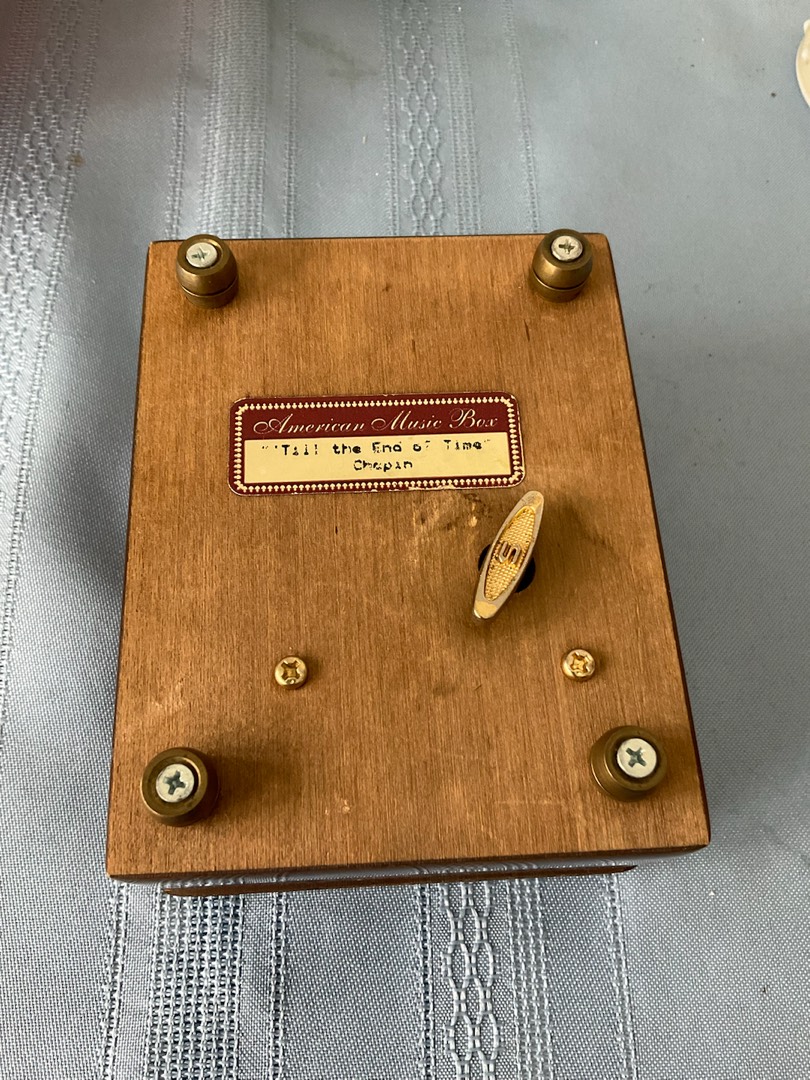 American Music Box
"'Till the End of Time"
Chopin
S